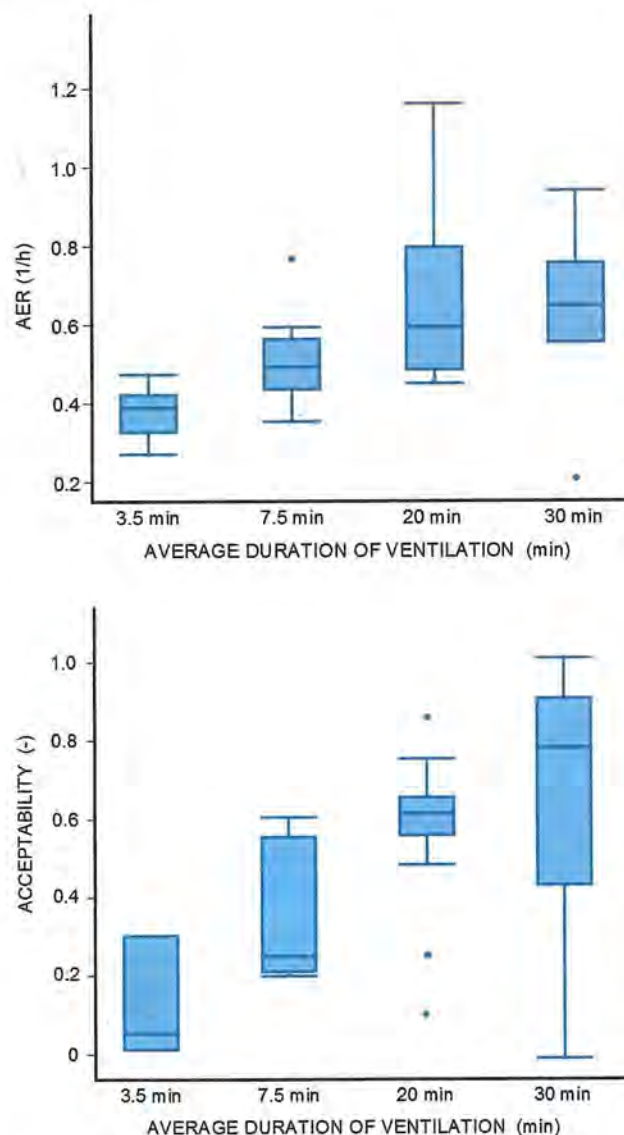 1.2
1.0
0.8
0.6
0.4
0.2
AER (1/h)
3.5 min 7.5 min 20 min 30 min
AVERAGE DURATION OF VENTILATION (min)
1.0
0.8
0.6
0.4
0.2
0
ACCEPTABILITY (-)
3.5 min 7.5 min 20 min 30 min
AVERAGE DURATION OF VENTILATION (min)